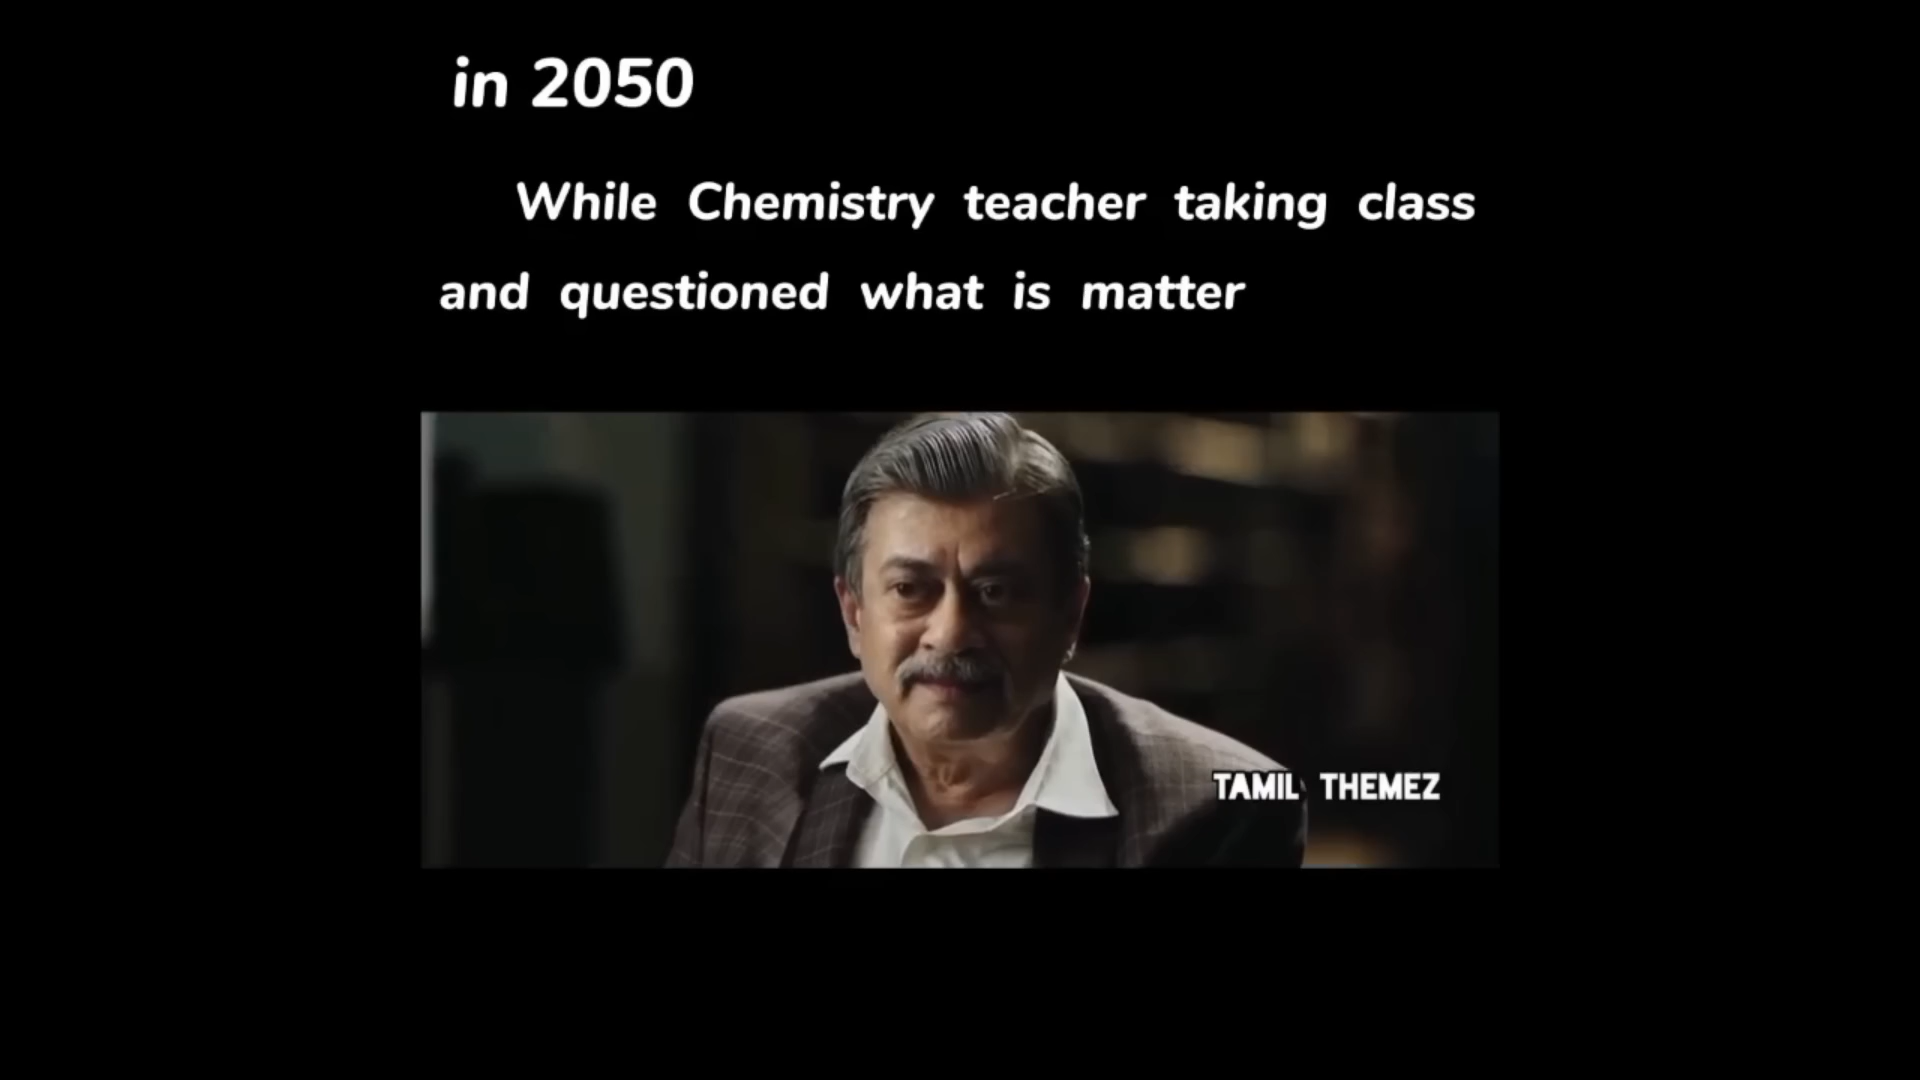 in 2050
While Chemistry teacher taking class
and questioned what is matter
TAMIL THEMEZ